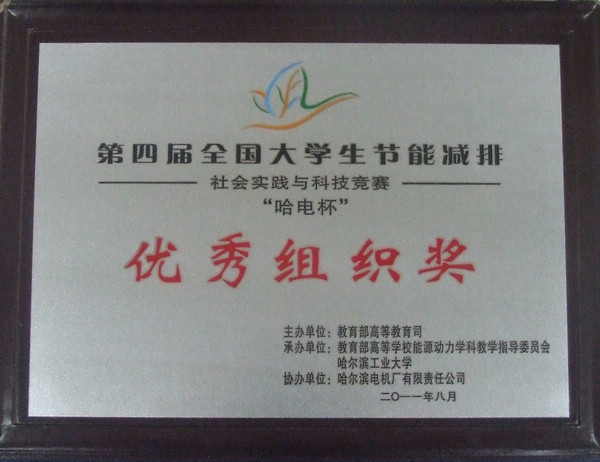 第四届全国大学生节能减排
社会实践与科技竞赛
“哈电杯”
优秀组织奖
主办单位：教育部高等教育司
承办单位：教育部高等学校能源动力学科教学指导委员会
哈尔滨工业大学
协办单位：哈尔滨电机厂有限责任公司
二〇一一年八月